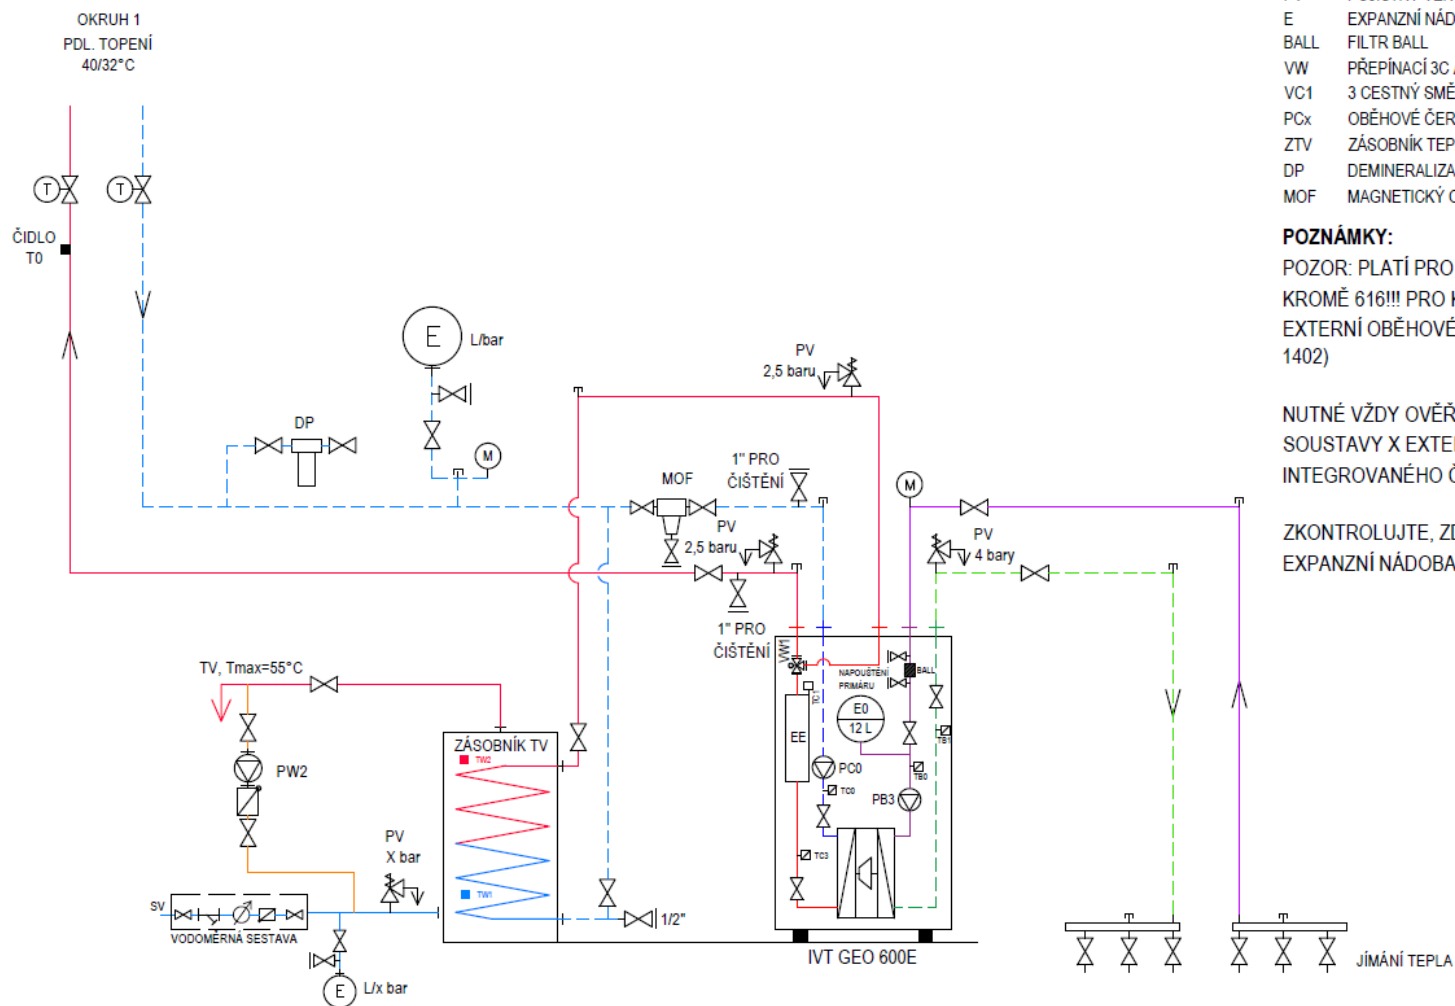 OKRUH 1
PDL. TOPENÍ
40/32°C
E EXPANZNÍ NÁD
BALL FILTR BALL
VW PŘEPÍNACÍ 3C
VC1 3 CESTNÝ SMĚ
PCx OBĚHOVÉ ČER
ZTV ZÁSOBNÍK TEP
DP DEMINERALIZA
MOF MAGNETICKÝ
POZNÁMKY:
POZOR: PLATÍ PRO
KROMĚ 616!!! PRO
EXTERNÍ OBĚHOVÉ
1402)
NUTNÉ VŽDY OVĚŘ
SOUSTAVY X EXTE
INTEGROVANÉHO
ZKONTROLUJTE, ZD
EXPANZNÍ NÁDOBA
T
T
ČIDLO
T0
E
L/bar
PV
2,5 baru
DP
M
1" PRO
ČIŠTĚNÍ
MOF
M
PV
2,5 baru
PV
4 bary
1" PRO
ČIŠTĚNÍ
VW1
TV, Tmax=55°C
NAPOUŠTĚNÍ
PRIMÁRU
BALL
TC1
E0
12 L
EE
TB1
ZÁSOBNÍK TV
TW2
PW2
PC0
TB0
TC0
PB3
PV
X bar
TC3
TW1
SV
1/2"
VODOMĚRNÁ SESTAVA
IVT GEO 600E
JÍMÁNÍ TEPLA
E
L/x bar